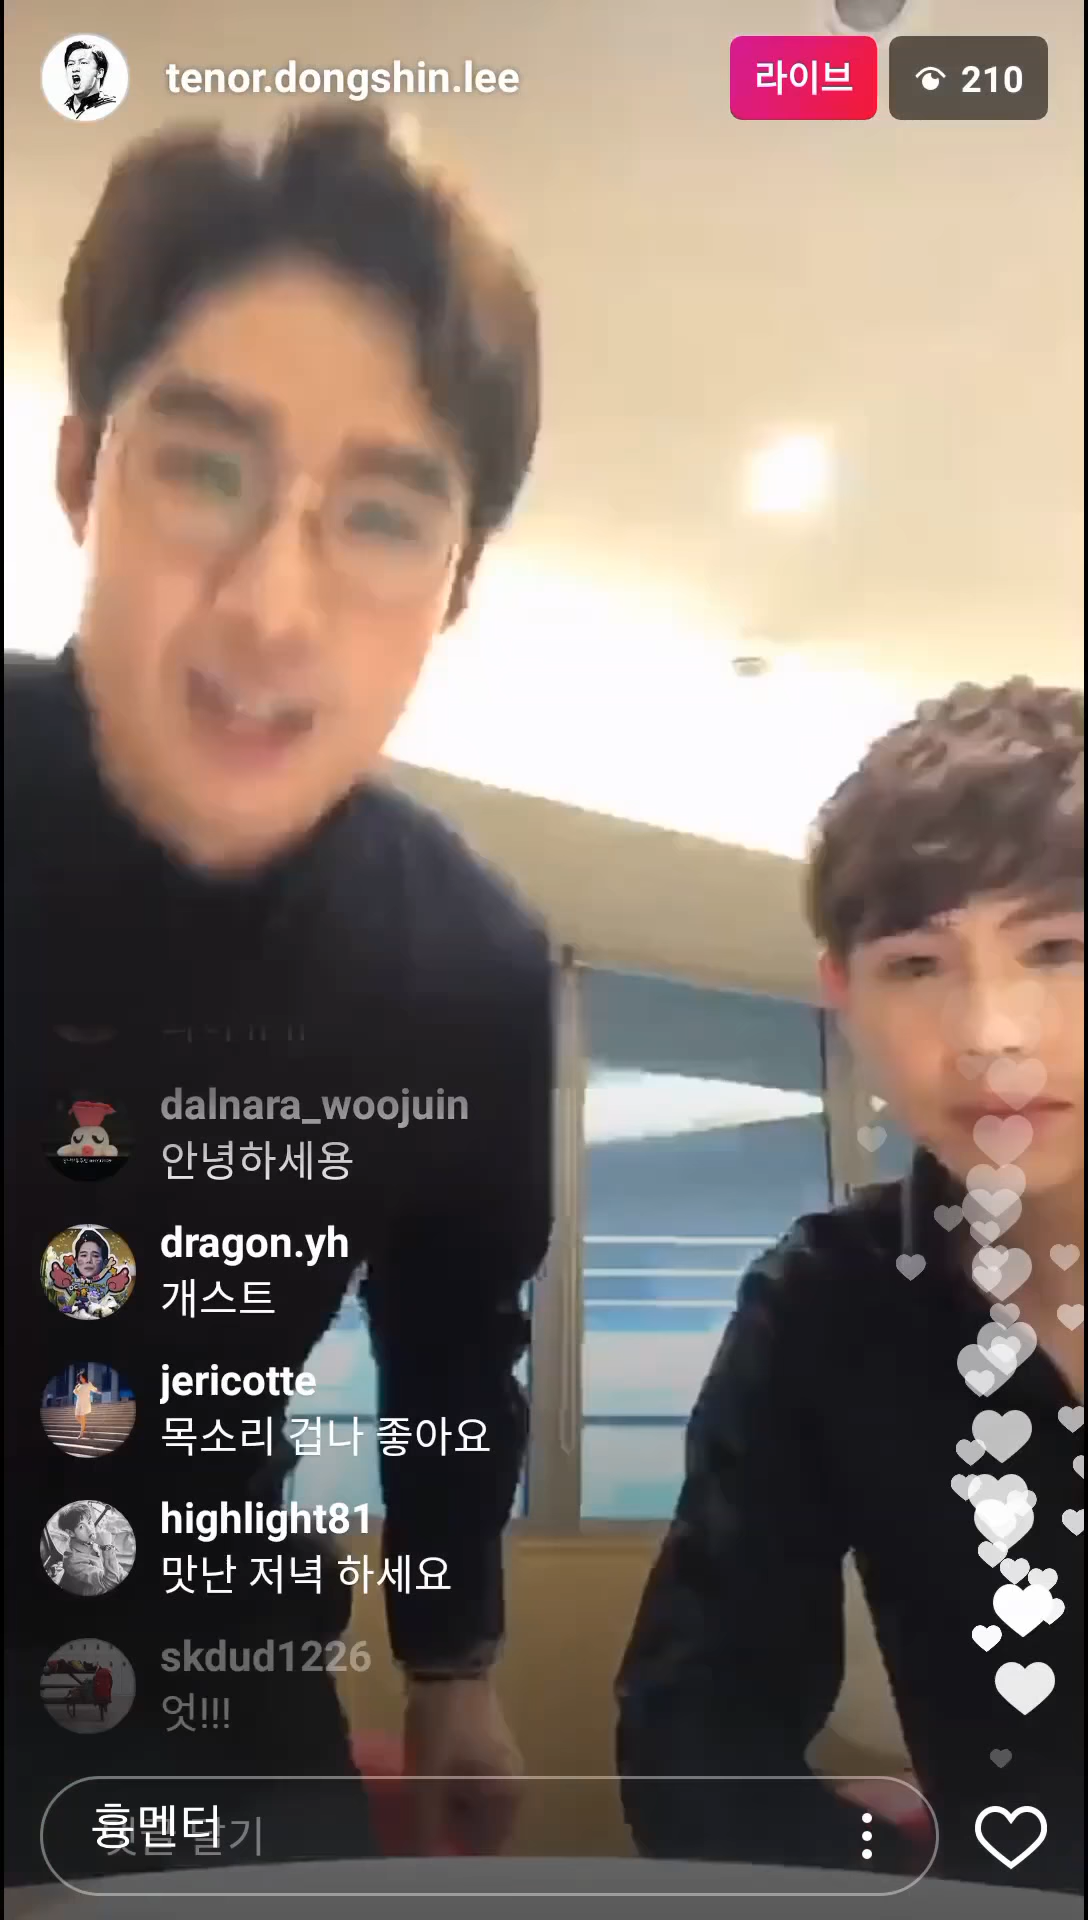 tenor.dongshin.lee
라이브
210
dalnara_woojuin
안녕하세용
dragon.yh
개스트
jericotte
목소리 겁나 좋아요
highlight81
맛난 저녁 하세요
skdud1226
엇!!!
흉멘터